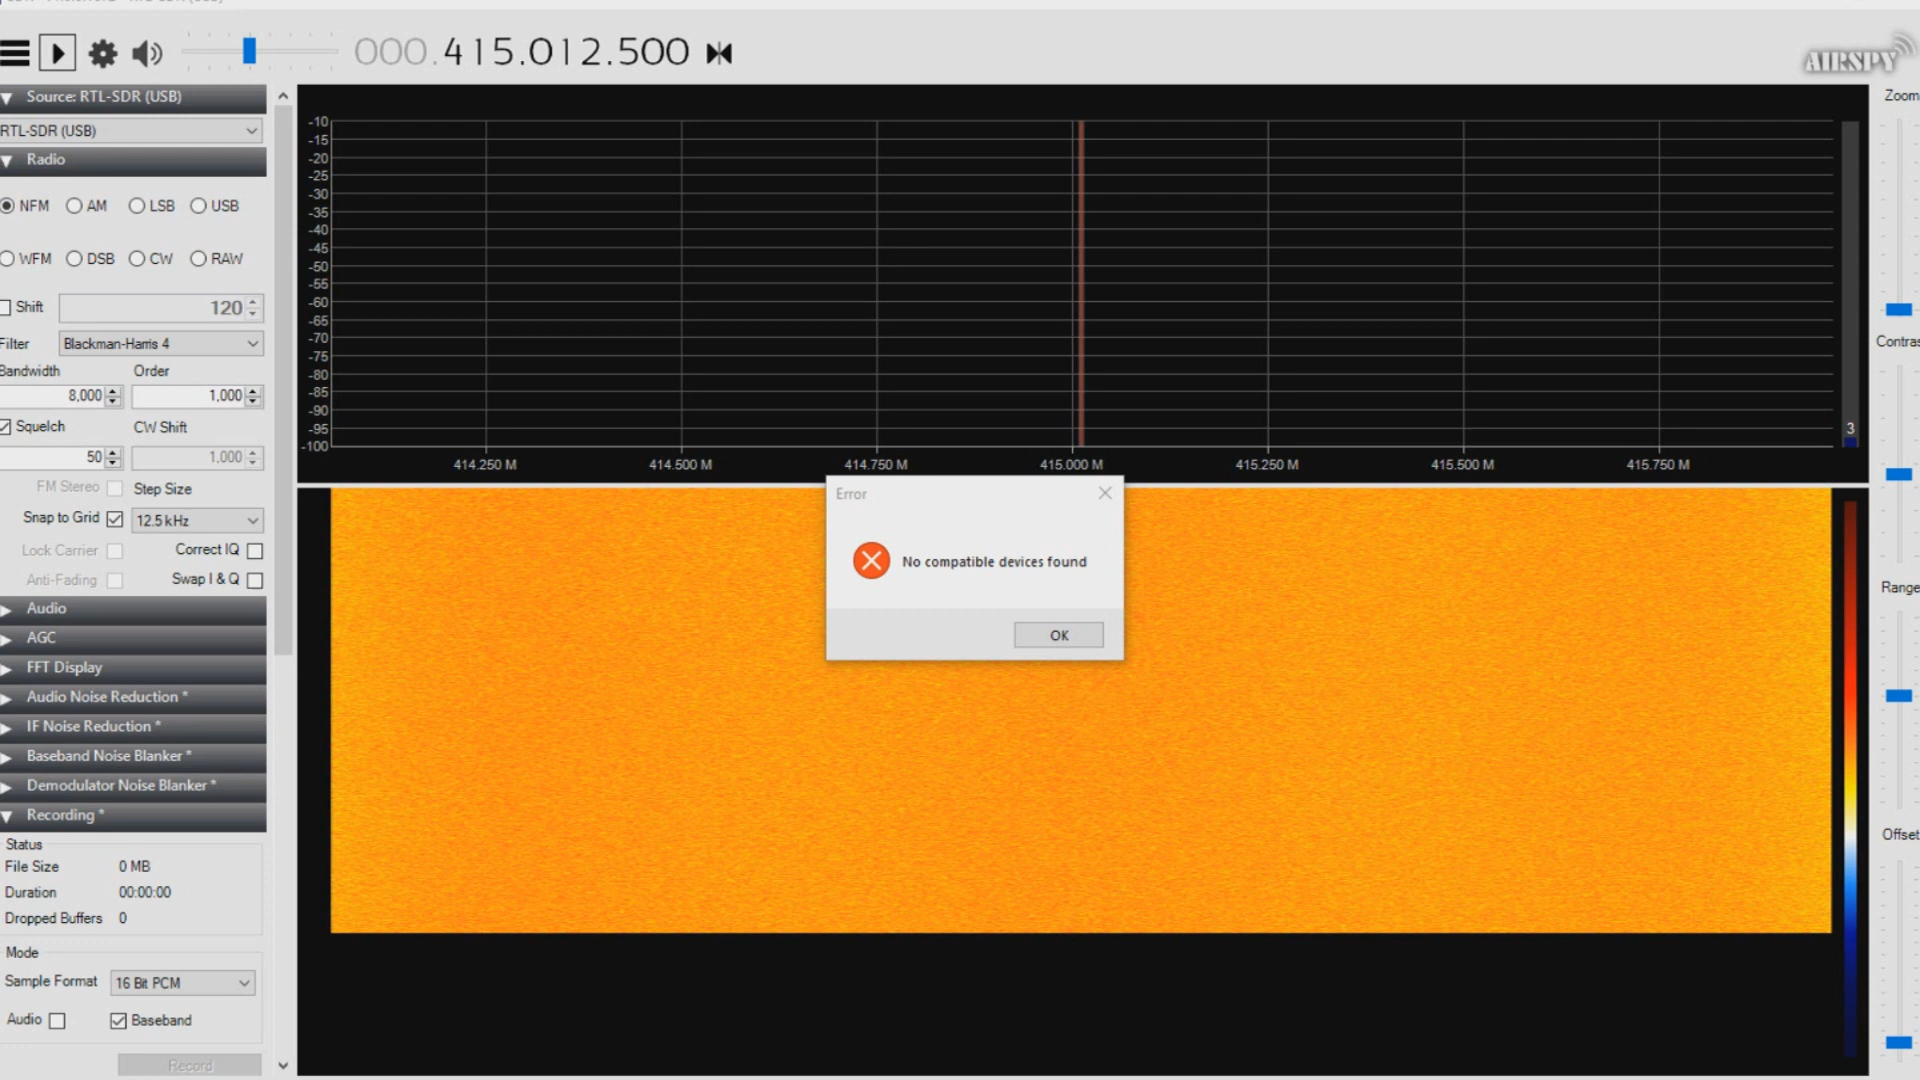 000.415.012.500
AIRSPY
Source: RTL-SDR (USB)
RTL-SDR (USB)
Radio
NFM AM LSB USB
WFM DSB CW RAW
Shift 120
Filter Blackman-Harris 4
Bandwidth Order
8,000 1,000
Squelch CW Shift
50 1,000
FM Stereo Step Size
Snap to Grid 12.5 kHz
Lock Carrier Correct IQ
Anti-Fading Swap I & Q
Audio
AGC
FFT Display
Audio Noise Reduction *
IF Noise Reduction *
Baseband Noise Blanker *
Demodulator Noise Blanker *
Recording *
Status
File Size 0 MB
Duration 00:00:00
Dropped Buffers 0
Mode
Sample Format 16 Bit PCM
Audio Baseband
Record
-10
-15
-20
-25
-30
-35
-40
-45
-50
-55
-60
-65
-70
-75
-80
-85
-90
-95
-100
414.250 M 414.500 M 414.750 M 415.000 M 415.250 M 415.500 M 415.750 M
3
Error
No compatible devices found
OK
Zoom
Contras
Range
Offset